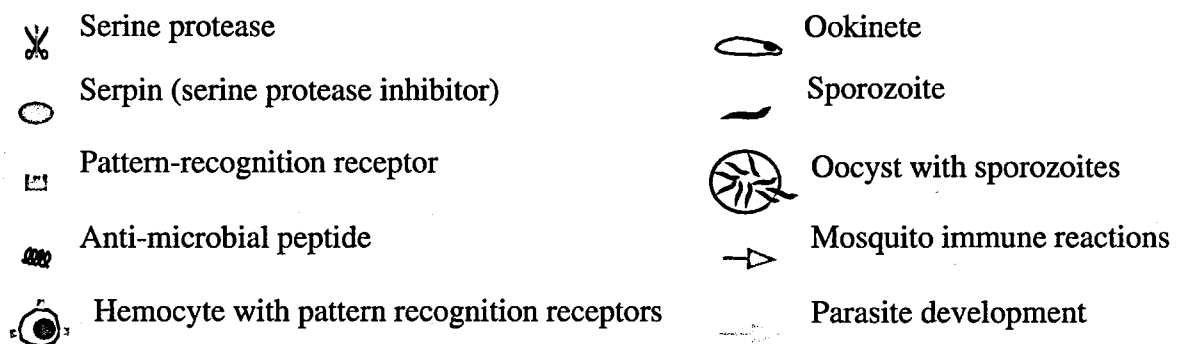 Serine protease
Serpin (serine protease inhibitor)
Pattern-recognition receptor
Anti-microbial peptide
Hemocyte with pattern recognition receptors
Ookinete
Sporozoite
Oocyst with sporozoites
Mosquito immune reactions
Parasite development